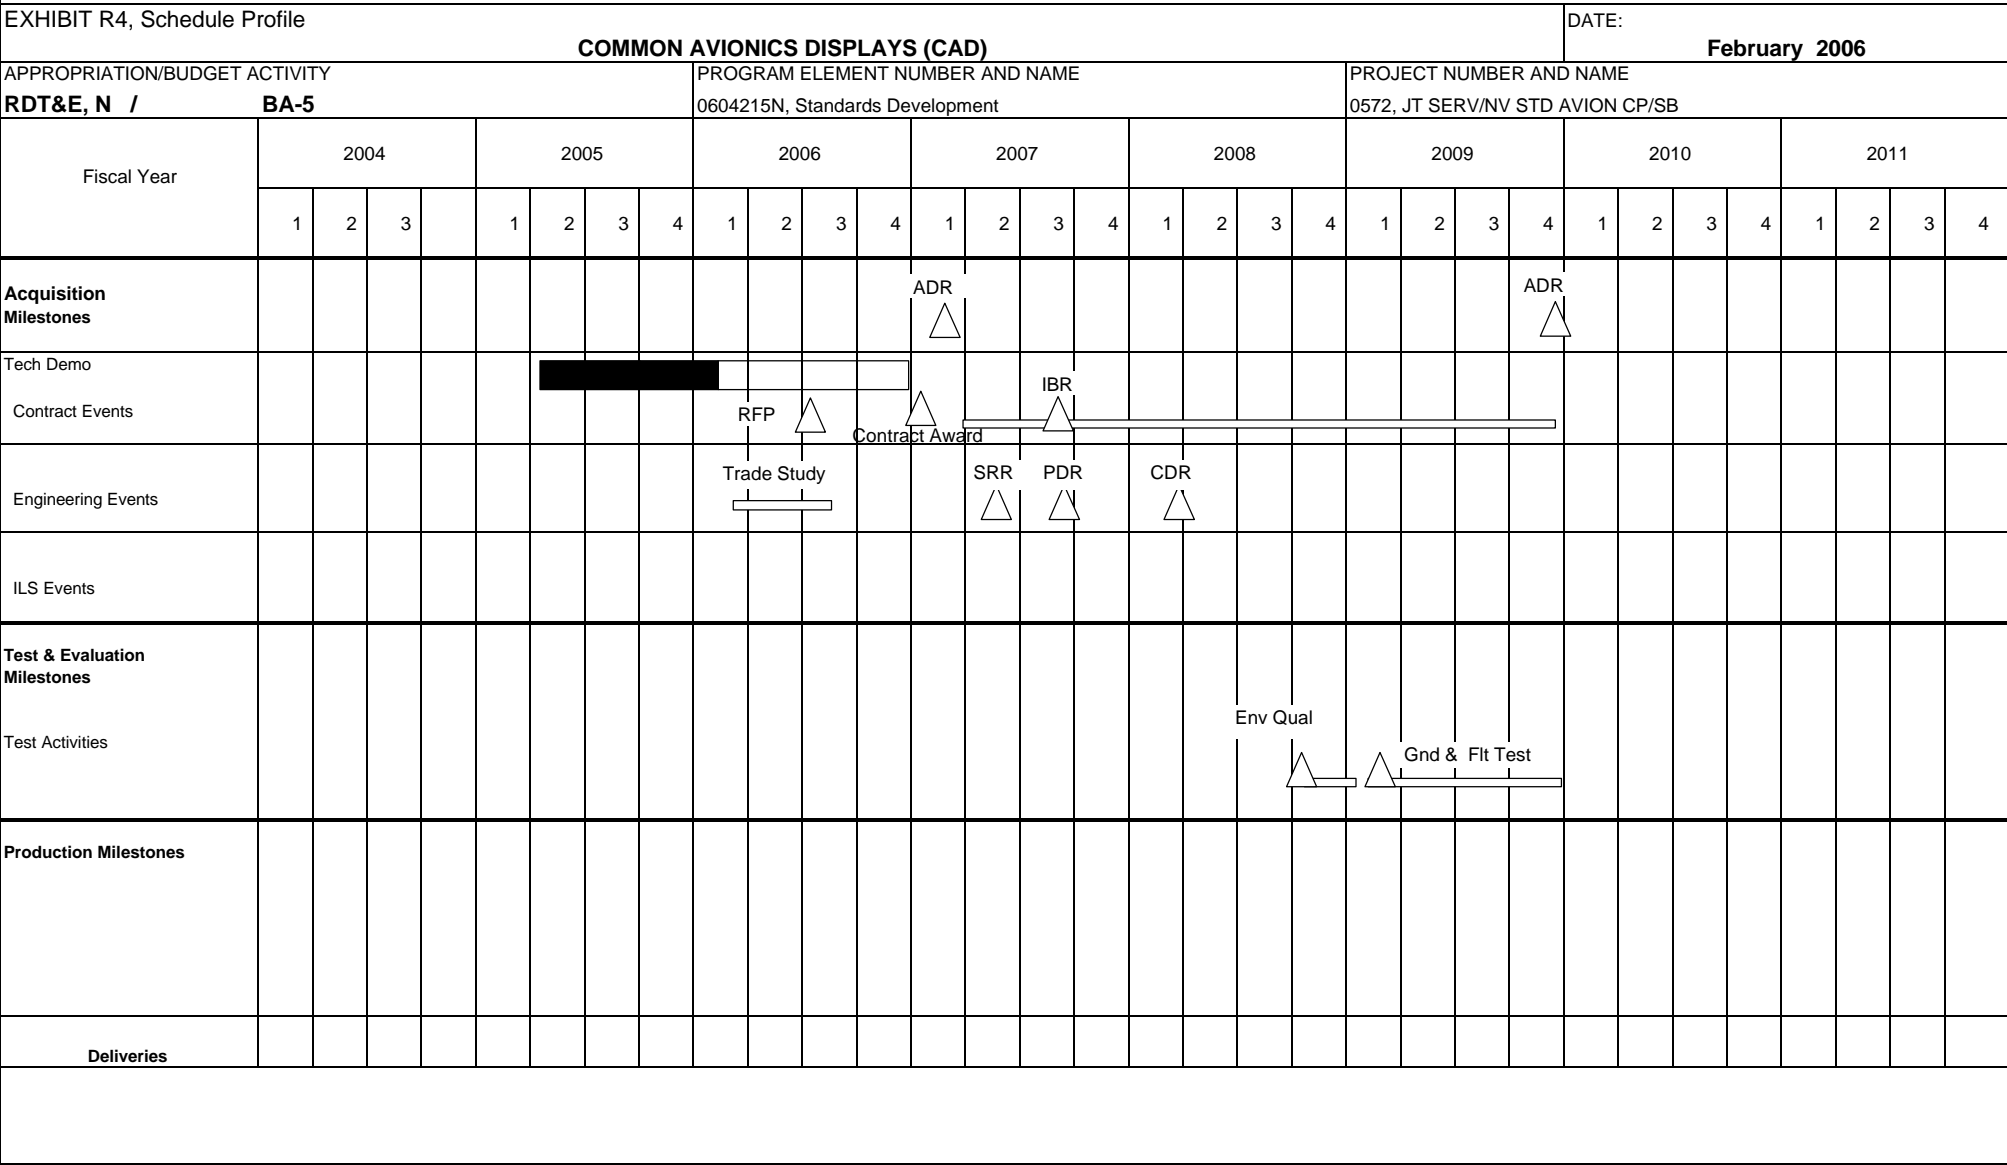 EXHIBIT R4, Schedule Profile
DATE:
COMMON AVIONICS DISPLAYS (CAD)
February 2006
APPROPRIATION/BUDGET ACTIVITY
PROGRAM ELEMENT NUMBER AND NAME
PROJECT NUMBER AND NAME
RDT&E, N / BA-5
0604215N, Standards Development
0572, JT SERV/NV STD AVION CP/SB
Fiscal Year
2004 2005 2006 2007 2008 2009 2010 2011
1 2 3 1 2 3 4 1 2 3 4 1 2 3 4 1 2 3 4 1 2 3 4 1 2 3 4 1 2 3 4
Acquisition
Milestones
ADR
ADR
Tech Demo
IBR
Contract Events
RFP
Contract Award
Trade Study
SRR PDR CDR
Engineering Events
ILS Events
Test & Evaluation
Milestones
Env Qual
Test Activities
Gnd & Flt Test
Production Milestones
Deliveries